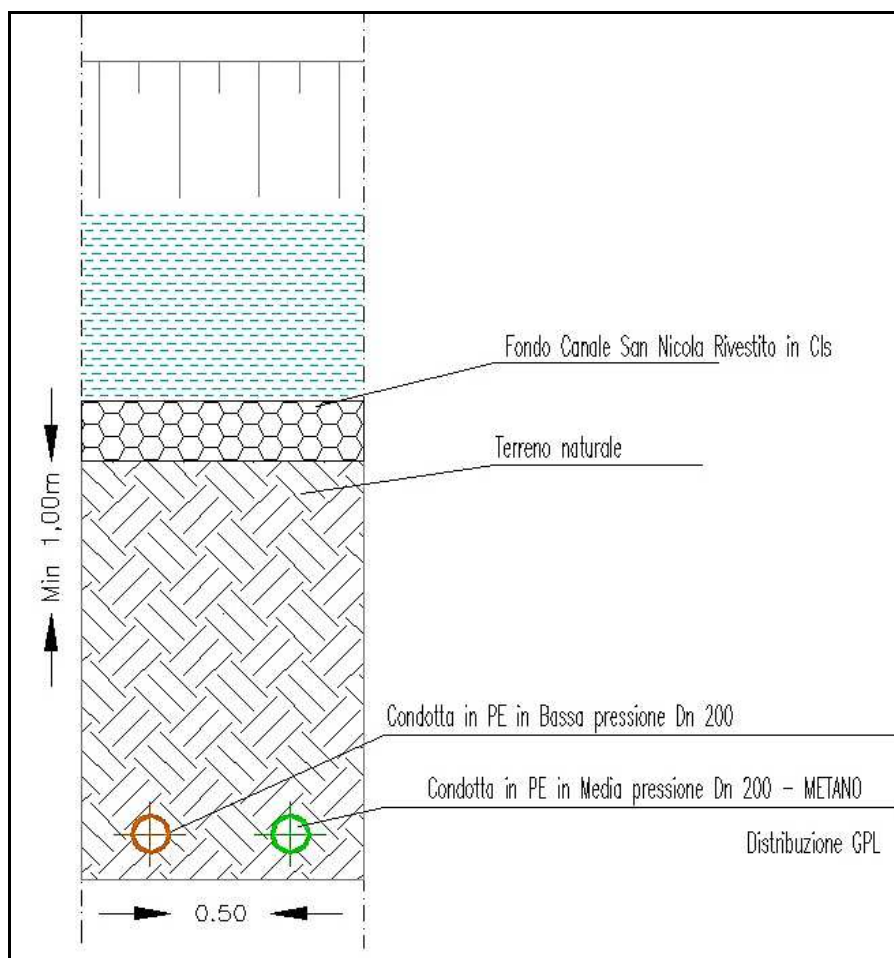 Fondo Canale San Nicola Rivestito in Cls
Terreno naturale
Min 1,00m
Condotta in PE in Bassa pressione Dn 200
Condotta in PE in Media pressione Dn 200 - METANO
Distribuzione GPL
0.50